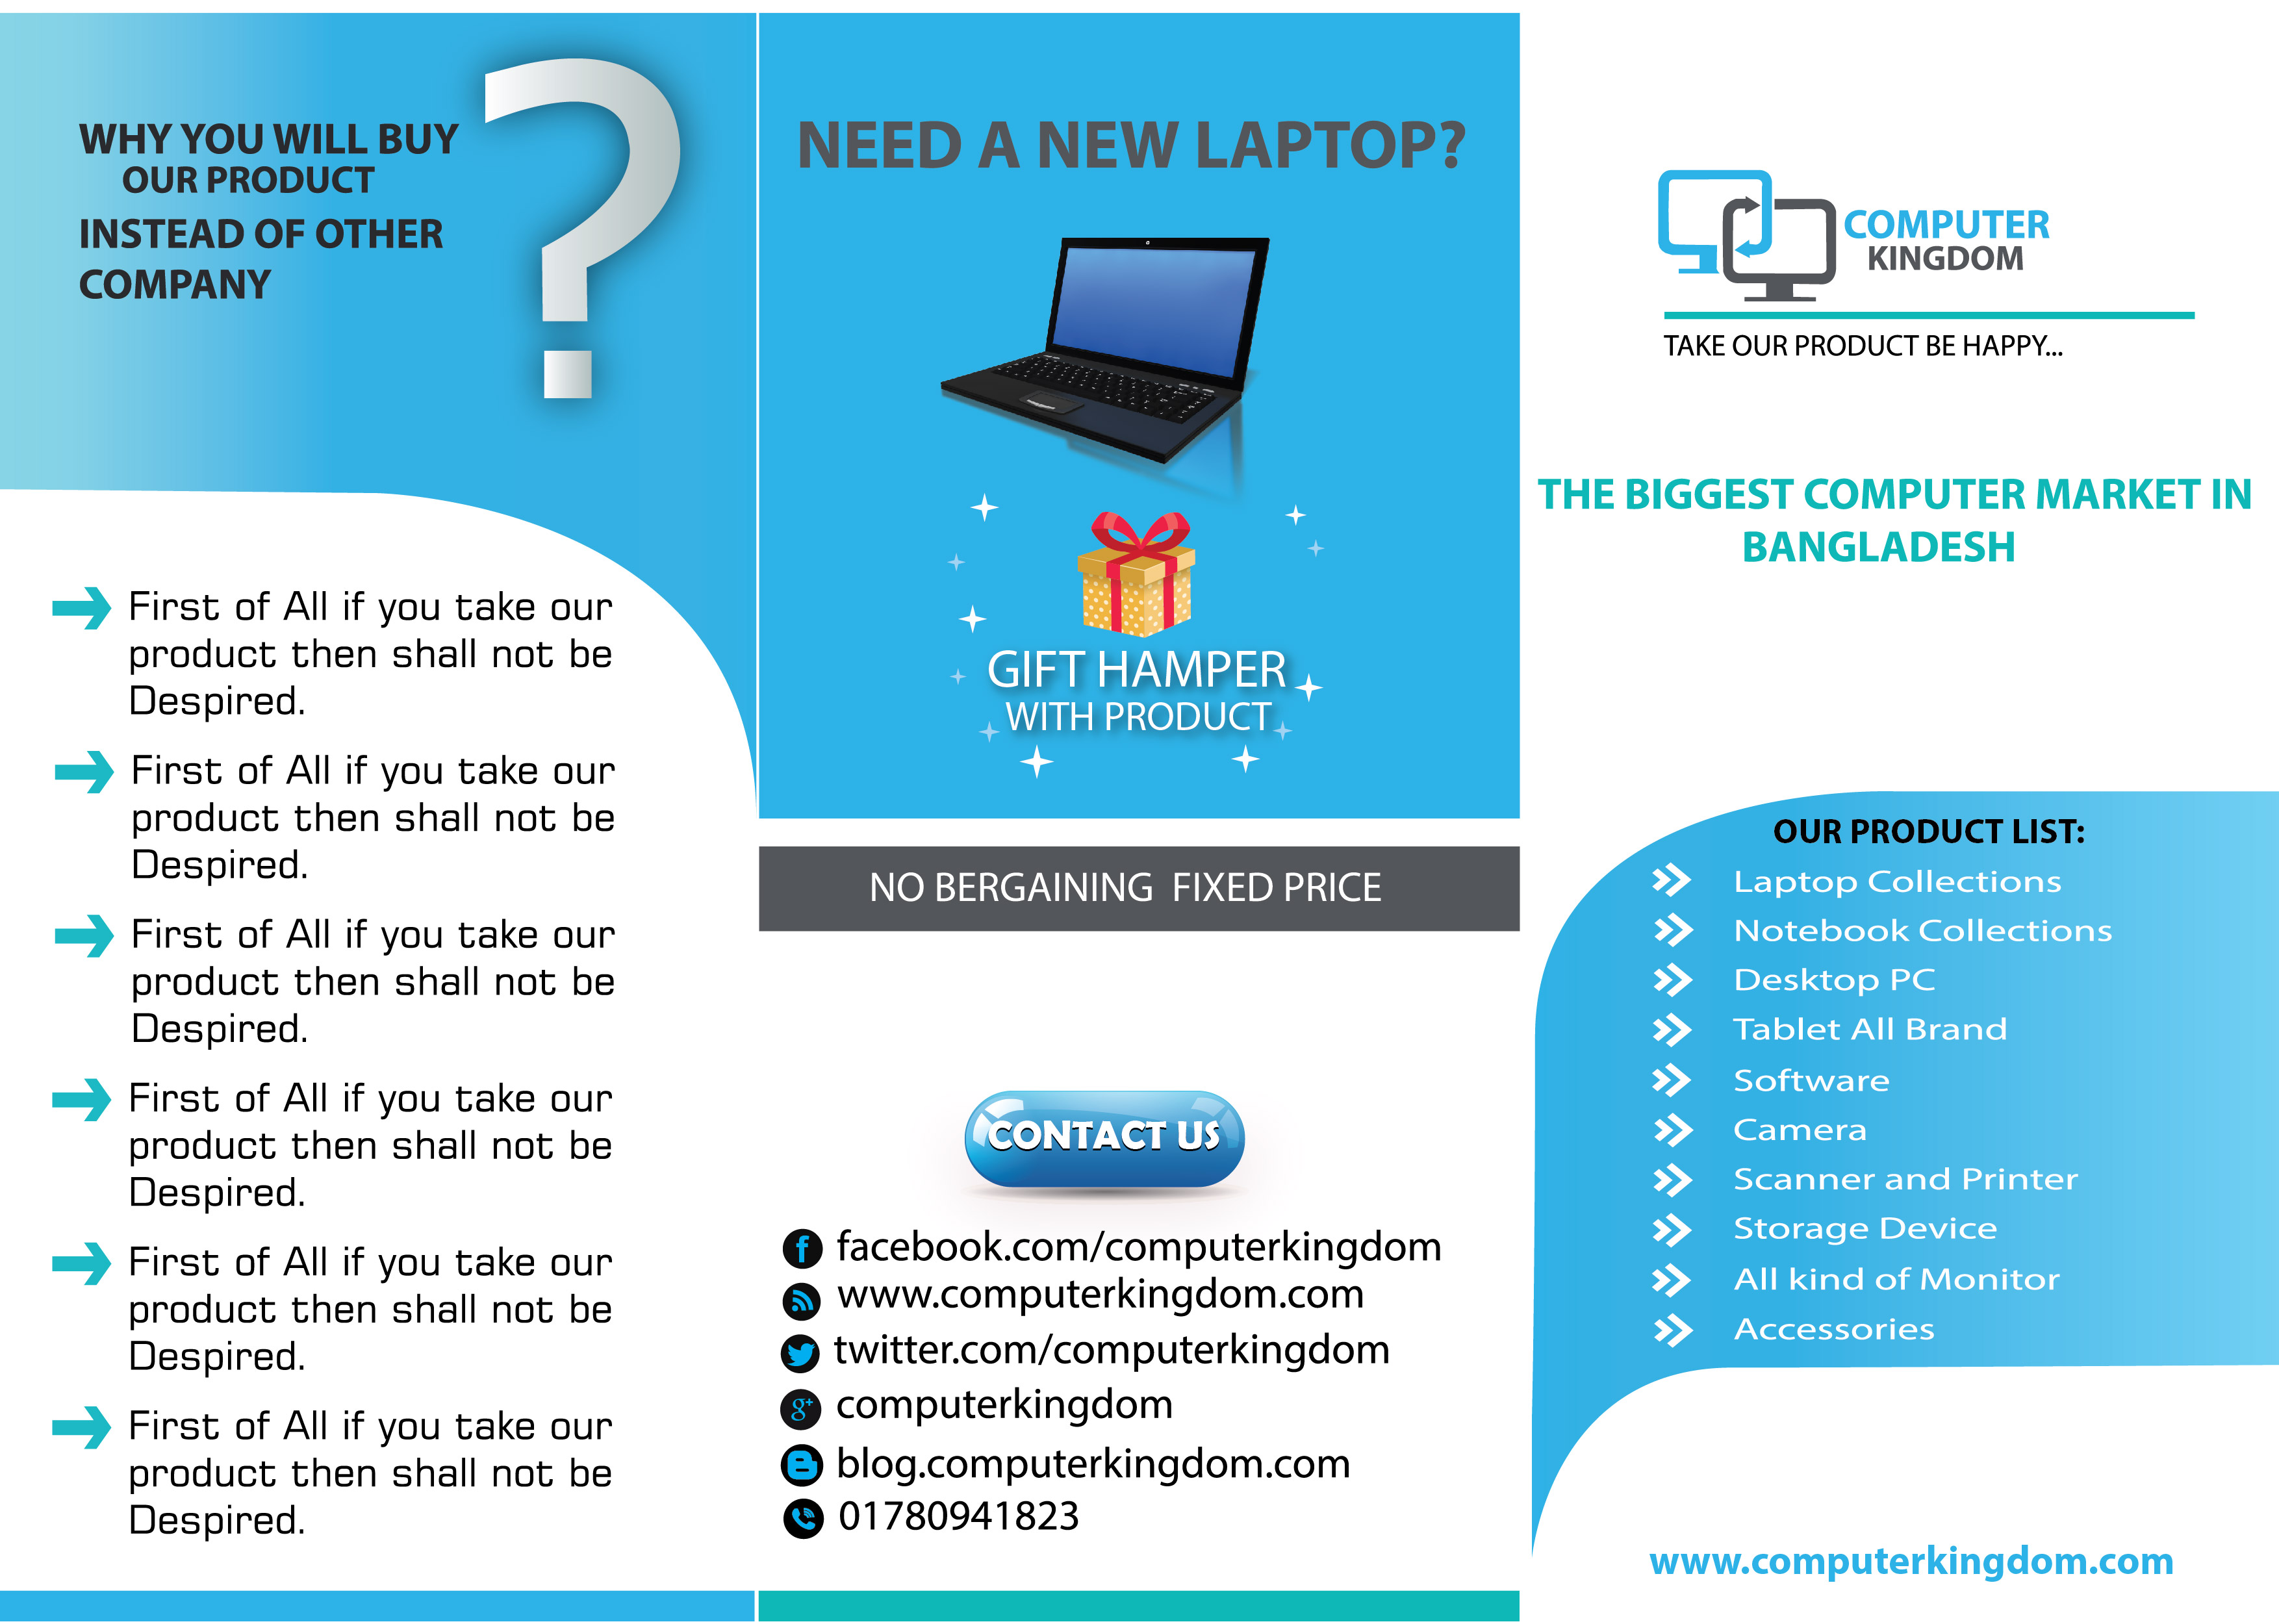 WHY YOU WILL BUY
OUR PRODUCT
INSTEAD OF OTHER
COMPANY
?
First of All if you take our
product then shall not be
Despired.
First of All if you take our
product then shall not be
Despired.
First of All if you take our
product then shall not be
Despired.
First of All if you take our
product then shall not be
Despired.
First of All if you take our
product then shall not be
Despired.
First of All if you take our
product then shall not be
Despired.
NEED A NEW LAPTOP?
GIFT HAMPER
WITH PRODUCT
NO BERGAINING FIXED PRICE
CONTACT US
facebook.com/computerkingdom
www.computerkingdom.com
twitter.com/computerkingdom
computerkingdom
blog.computerkingdom.com
01780941823
COMPUTER
KINGDOM
TAKE OUR PRODUCT BE HAPPY...
THE BIGGEST COMPUTER MARKET IN
BANGLADESH
OUR PRODUCT LIST:
Laptop Collections
Notebook Collections
Desktop PC
Tablet All Brand
Software
Camera
Scanner and Printer
Storage Device
All kind of Monitor
Accessories
www.computerkingdom.com